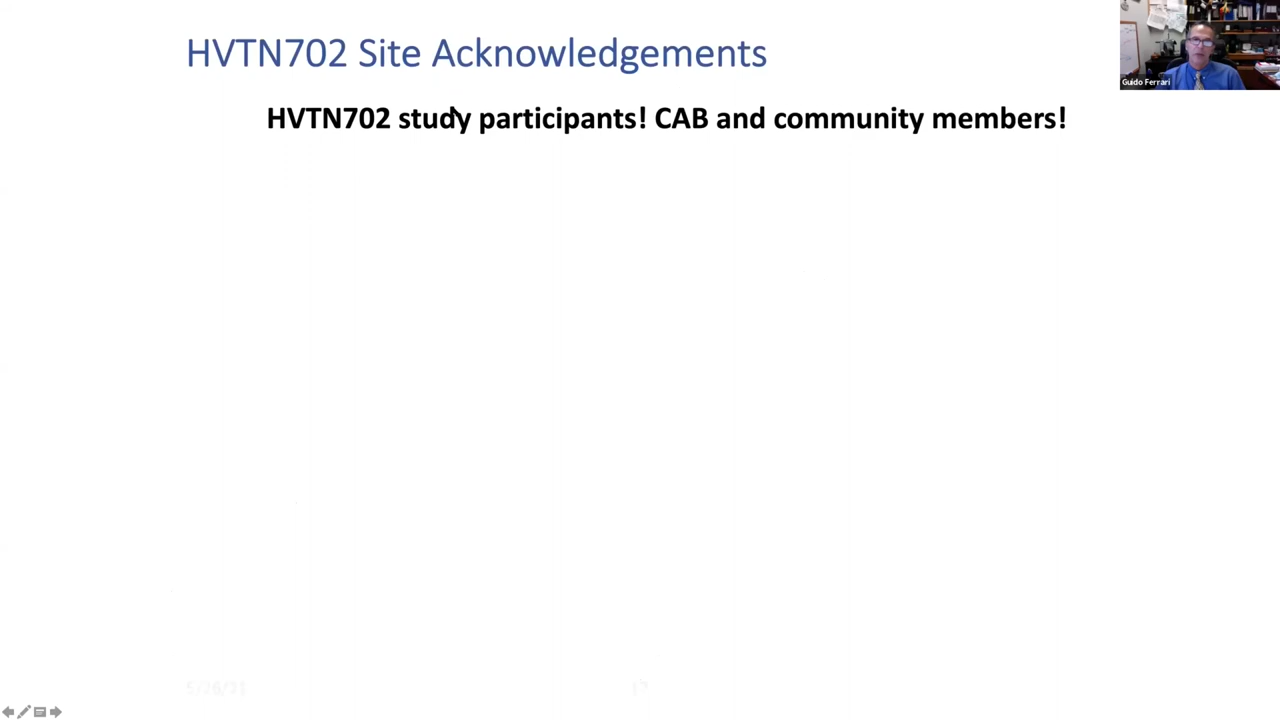 HVTN702 Site Acknowledgements
Guido Ferrari
HVTN702 study participants! CAB and community members!